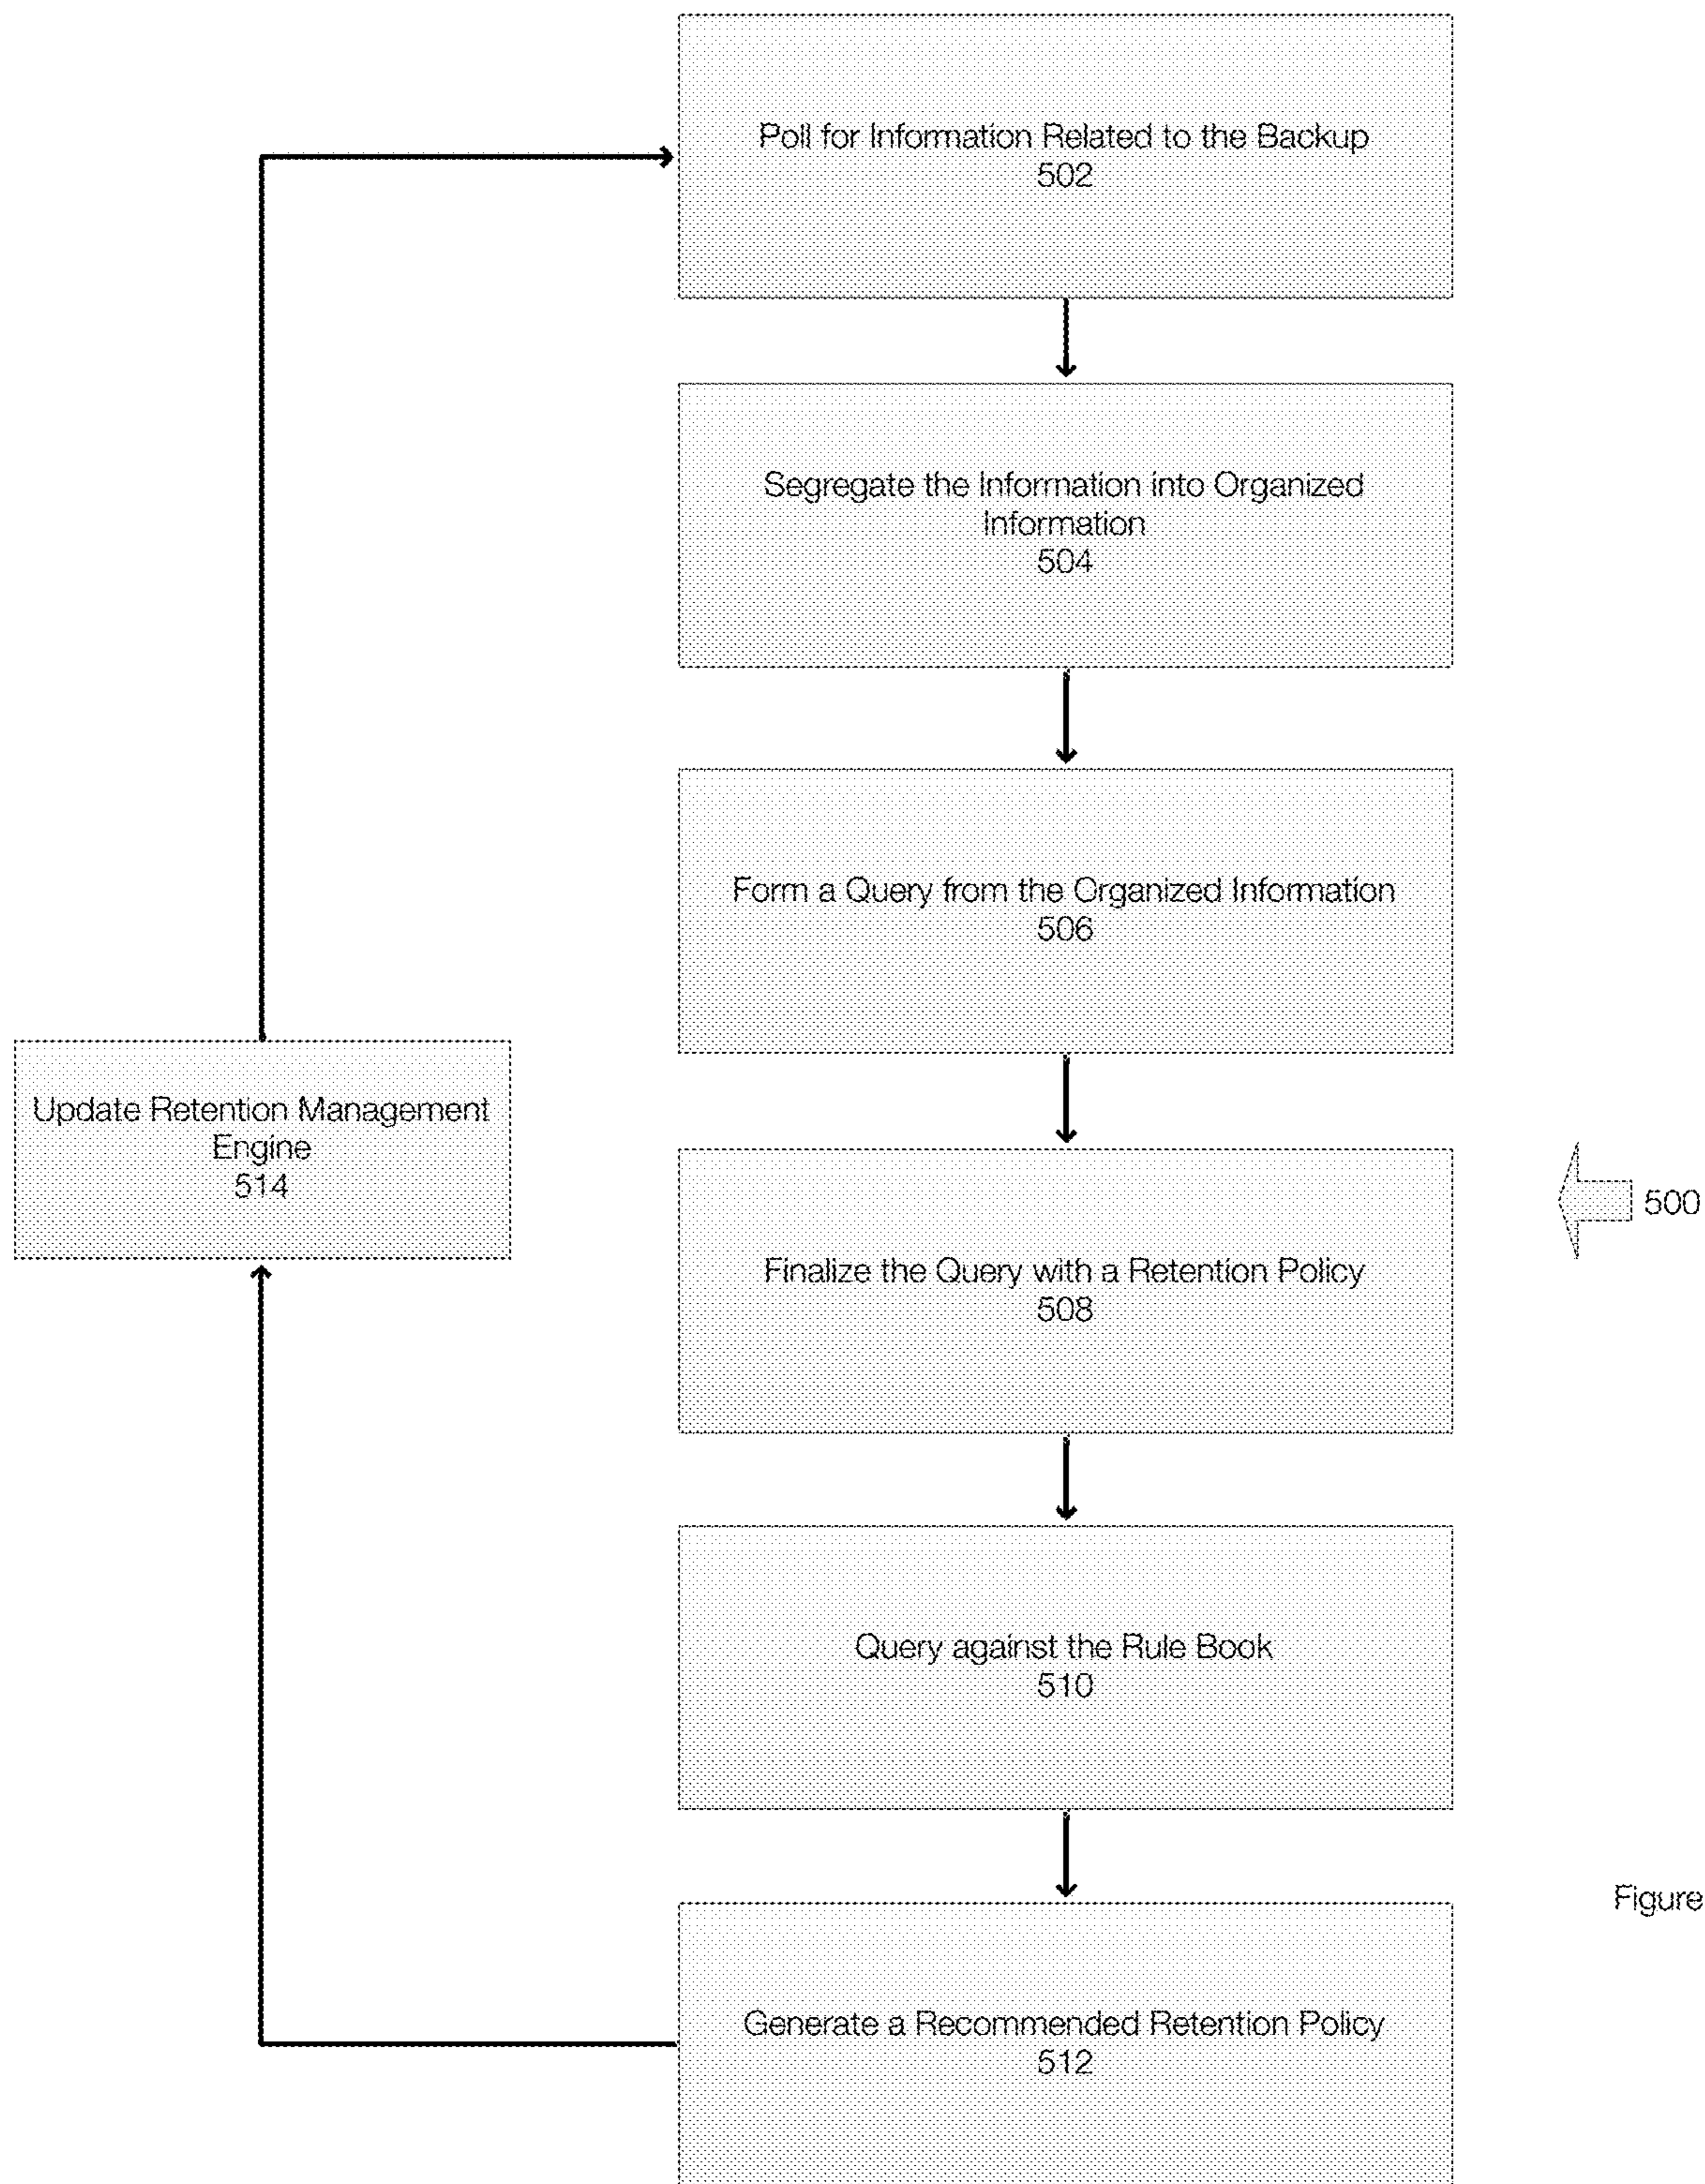 Poll for Information Related to the Backup
502
Segregate the Information into Organized
Information
504
Form a Query from the Organized Information
506
Update Retention Management
Engine
514
500
Finalize the Query with a Retention Policy
508
Query against the Rule Book
510
Figure
Generate a Recommended Retention Policy
512